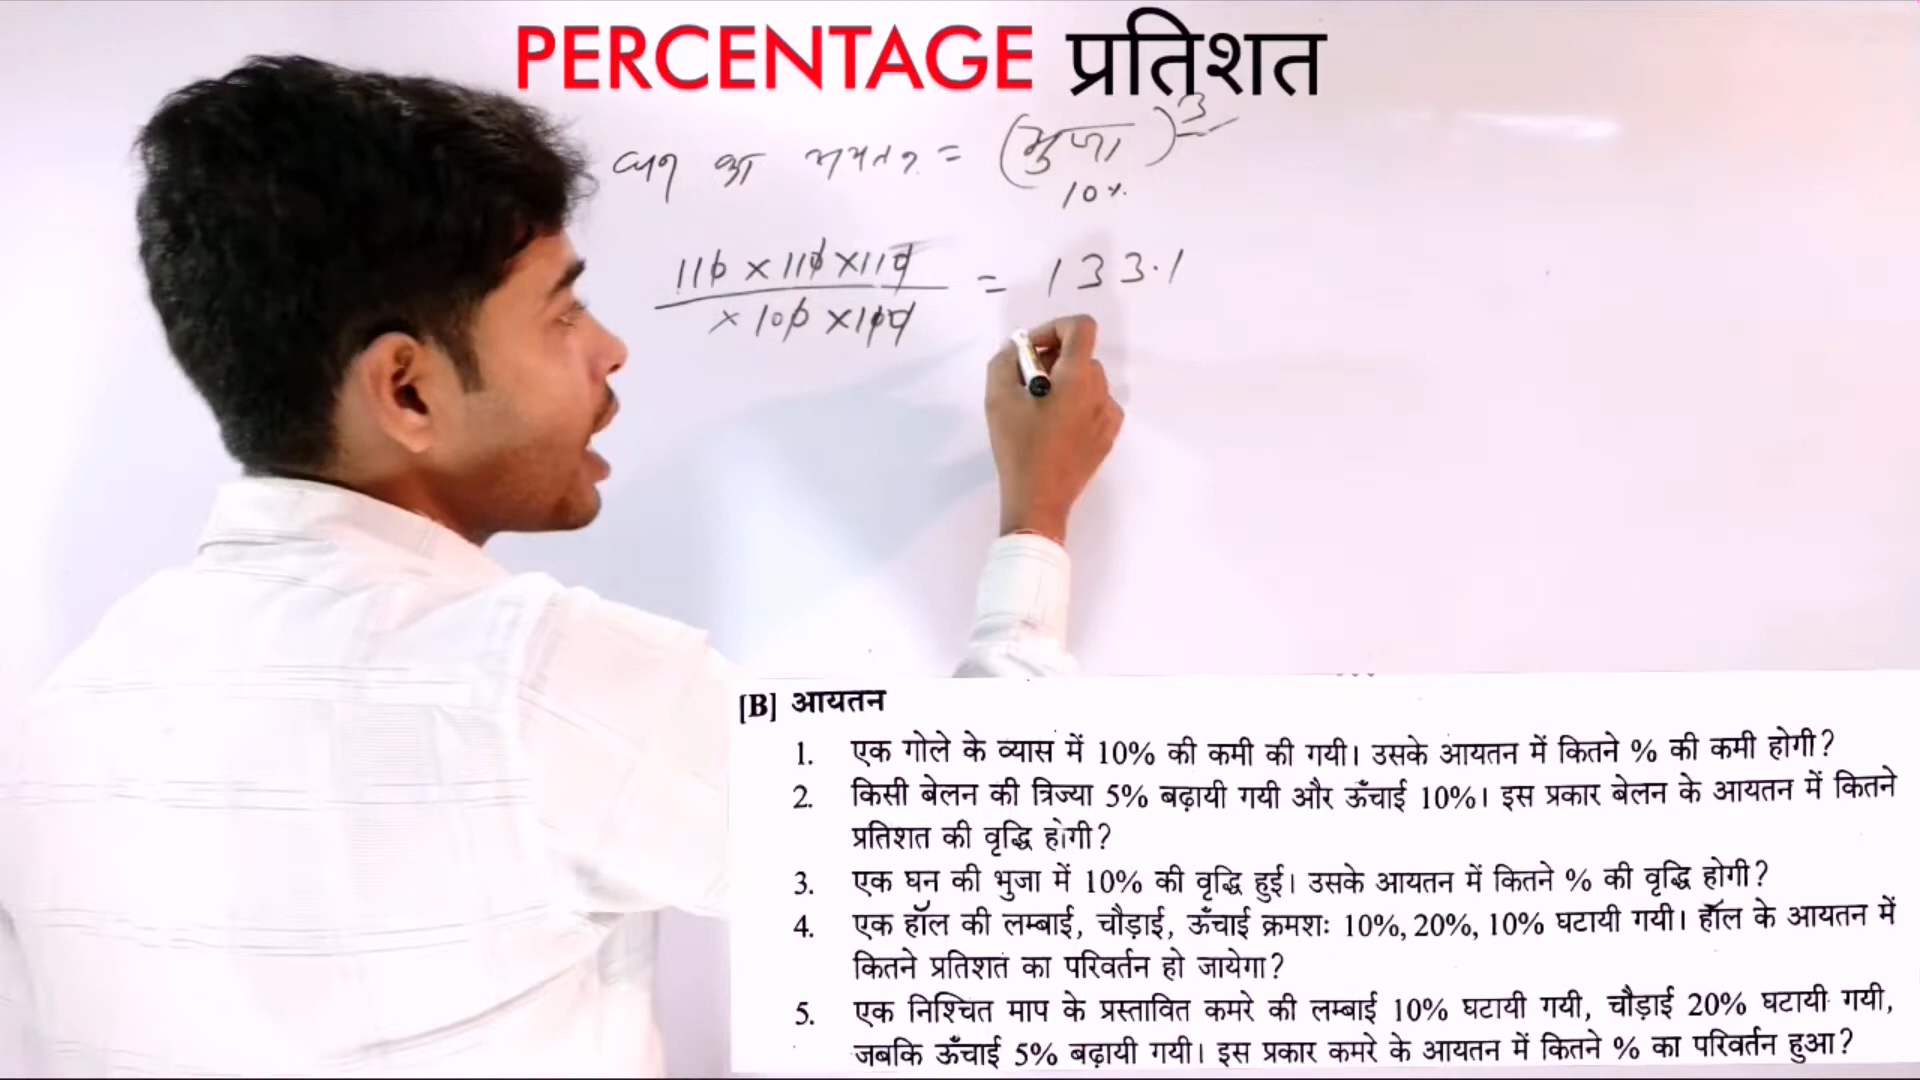 PERCENTAGE प्रतिशत
घन का आयतन = (भुजा)³
10%
110 × 110 × 110 = 133.1
× 100 × 100
[B] आयतन
1. एक गोले के व्यास में 10% की कमी की गयी। उसके आयतन में कितने % की कमी होगी?
2. किसी बेलन की त्रिज्या 5% बढ़ायी गयी और ऊँचाई 10%। इस प्रकार बेलन के आयतन में कितने
प्रतिशत की वृद्धि होगी?
3. एक घन की भुजा में 10% की वृद्धि हुई। उसके आयतन में कितने % की वृद्धि होगी?
4. एक हॉल की लम्बाई, चौड़ाई, ऊँचाई क्रमशः 10%, 20%, 10% घटायी गयी। हॉल के आयतन में
कितने प्रतिशत का परिवर्तन हो जायेगा?
5. एक निश्चित माप के प्रस्तावित कमरे की लम्बाई 10% घटायी गयी, चौड़ाई 20% घटायी गयी,
जबकि ऊँचाई 5% बढ़ायी गयी। इस प्रकार कमरे के आयतन में कितने % का परिवर्तन हुआ?